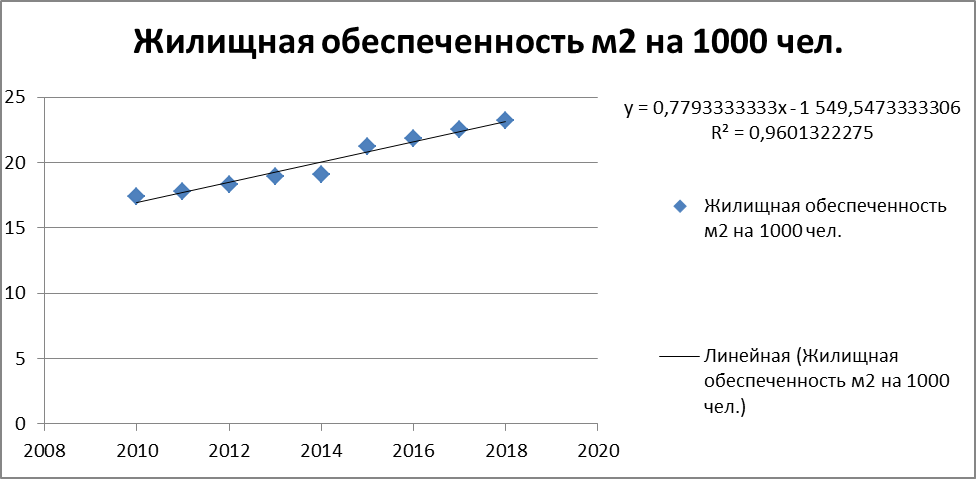 Жилищная обеспеченность м2 на 1000 чел.
25
20
15
10
5
0
2008 2010 2012 2014 2016 2018 2020
y = 0,7793333333x - 1 549,5473333306
R² = 0,9601322275
Жилищная обеспеченность
м2 на 1000 чел.
Линейная (Жилищная
обеспеченность м2 на 1000
чел.)